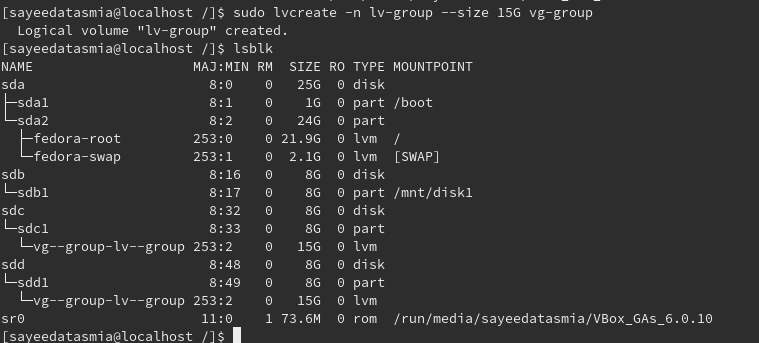 [sayeedatasmia@localhost /]$ sudo lvcreate -n lv-group --size 15G vg-group
  Logical volume "lv-group" created.
[sayeedatasmia@localhost /]$ lsblk
NAME                  MAJ:MIN RM  SIZE RO TYPE MOUNTPOINT
sda                     8:0    0   25G  0 disk
├─sda1                  8:1    0    1G  0 part /boot
└─sda2                  8:2    0   24G  0 part
  ├─fedora-root       253:0    0 21.9G  0 lvm  /
  └─fedora-swap       253:1    0  2.1G  0 lvm  [SWAP]
sdb                     8:16   0    8G  0 disk
└─sdb1                  8:17   0    8G  0 part /mnt/disk1
sdc                     8:32   0    8G  0 disk
└─sdc1                  8:33   0    8G  0 part
  └─vg--group-lv--group 253:2    0   15G  0 lvm
sdd                     8:48   0    8G  0 disk
└─sdd1                  8:49   0    8G  0 part
  └─vg--group-lv--group 253:2    0   15G  0 lvm
sr0                    11:0    1 73.6M  0 rom  /run/media/sayeedatasmia/VBox_GAs_6.0.10
[sayeedatasmia@localhost /]$